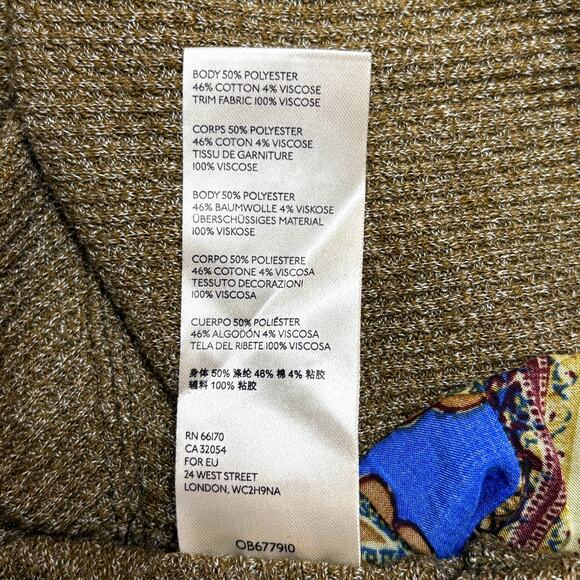 BODY 50% POLYESTER
46% COTTON 4% VISCOSE
TRIM FABRIC 100% VISCOSE
CORPS 50% POLYESTER
46% COTON 4% VISCOSE
TISSU DE GARNITURE
100% VISCOSE
BODY 50% POLYESTER
46% BAUMWOLLE 4% VISKOSE
ÜBERSCHÜSSIGES MATERIAL
100% VISKOSE
CORPO 50% POLIESTERE
46% COTONE 4% VISCOSA
TESSUTO DECORAZIONI
100% VISCOSA
CUERPO 50% POLIÉSTER
46% ALGODÓN 4% VISCOSA
TELA DEL RIBETE 100% VISCOSA
身体 50% 涤纶 46% 棉 4% 粘胶
辅料 100% 粘胶
RN 66170
CA 32054
FOR EU
24 WEST STREET
LONDON, WC2H9NA
OB677910